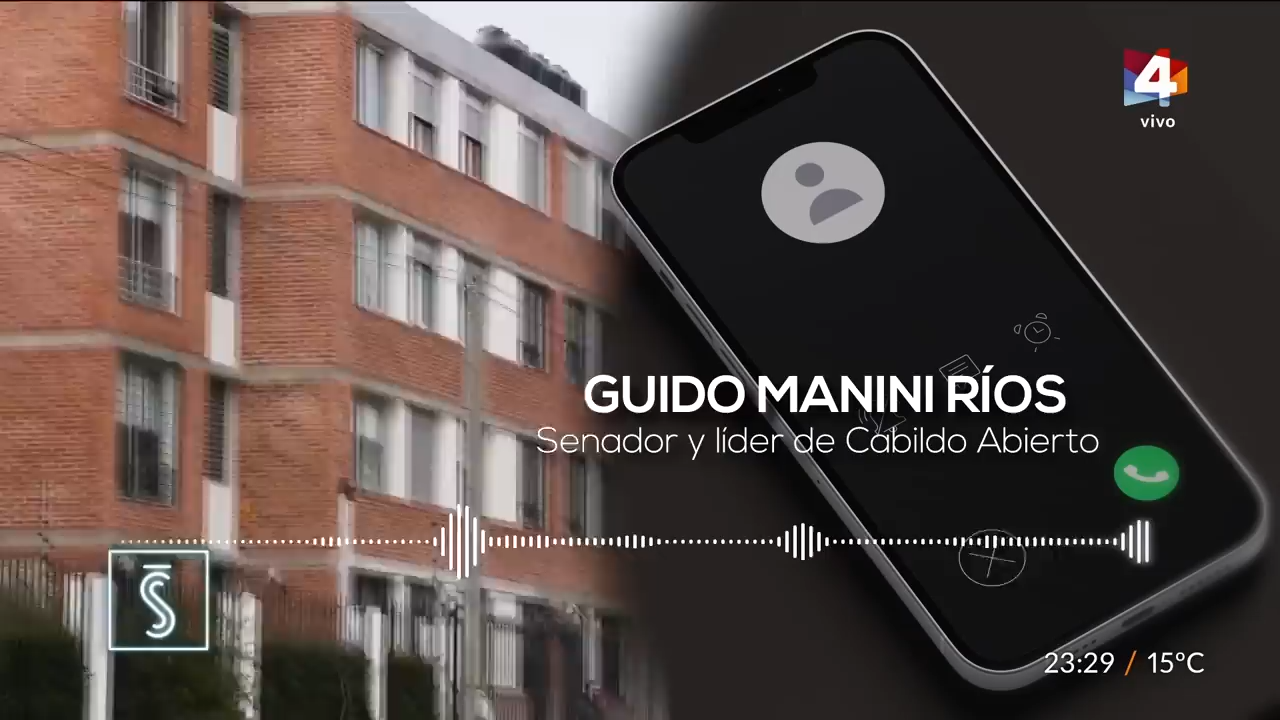 4
vivo
GUIDO MANINI RÍOS
Senador y líder de Cabildo Abierto
S
23:29 / 15°C